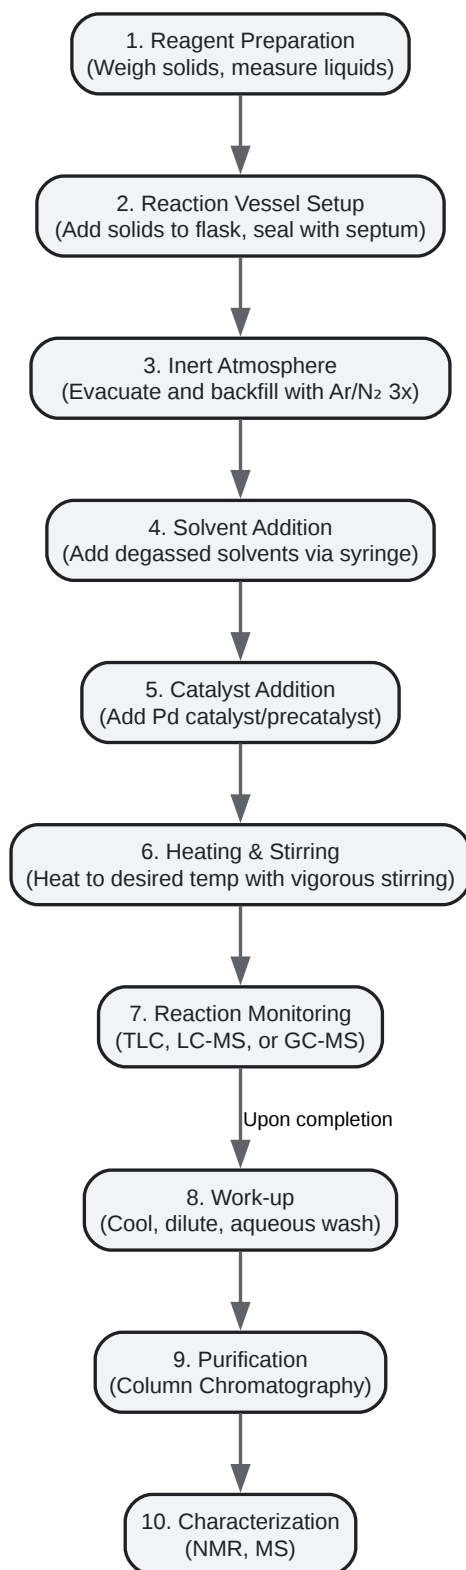 1. Reagent Preparation
(Weigh solids, measure liquids)
2. Reaction Vessel Setup
(Add solids to flask, seal with septum)
3. Inert Atmosphere
(Evacuate and backfill with Ar/N₂ 3x)
4. Solvent Addition
(Add degassed solvents via syringe)
5. Catalyst Addition
(Add Pd catalyst/precatalyst)
6. Heating & Stirring
(Heat to desired temp with vigorous stirring)
7. Reaction Monitoring
(TLC, LC-MS, or GC-MS)
Upon completion
8. Work-up
(Cool, dilute, aqueous wash)
9. Purification
(Column Chromatography)
10. Characterization
(NMR, MS)